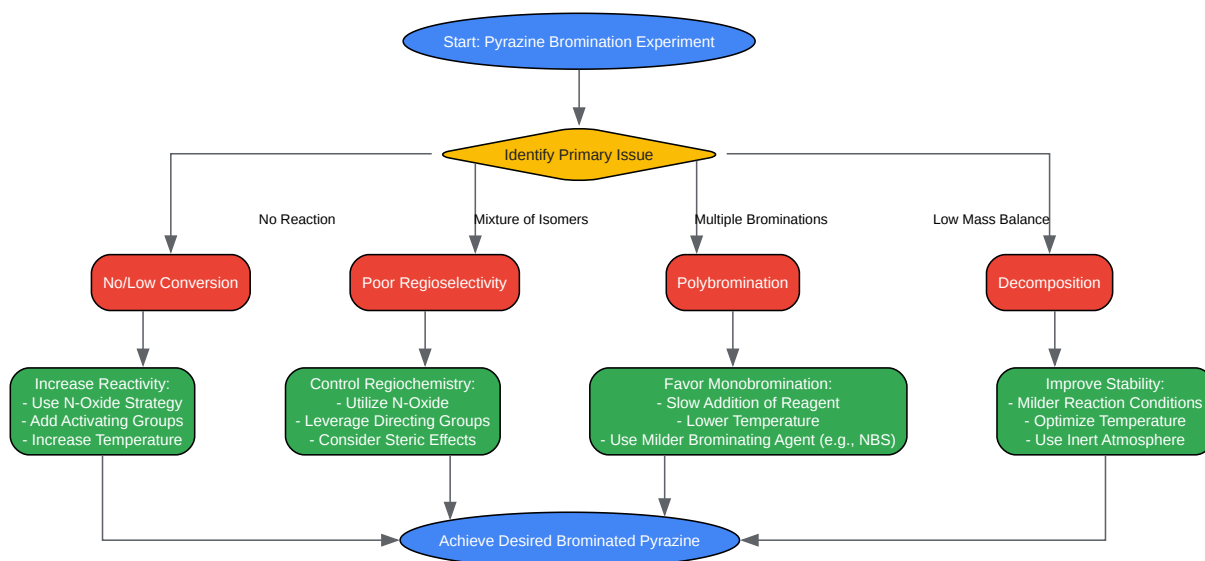 Start: Pyrazine Bromination Experiment
Identify Primary Issue
No Reaction
Mixture of Isomers
Multiple Brominations
Low Mass Balance
No/Low Conversion
Poor Regioselectivity
Polybromination
Decomposition
Increase Reactivity:
- Use N-Oxide Strategy
- Add Activating Groups
- Increase Temperature
Control Regiochemistry:
- Utilize N-Oxide
- Leverage Directing Groups
- Consider Steric Effects
Favor Monobromination:
- Slow Addition of Reagent
- Lower Temperature
- Use Milder Brominating Agent (e.g., NBS)
Improve Stability:
- Milder Reaction Conditions
- Optimize Temperature
- Use Inert Atmosphere
Achieve Desired Brominated Pyrazine